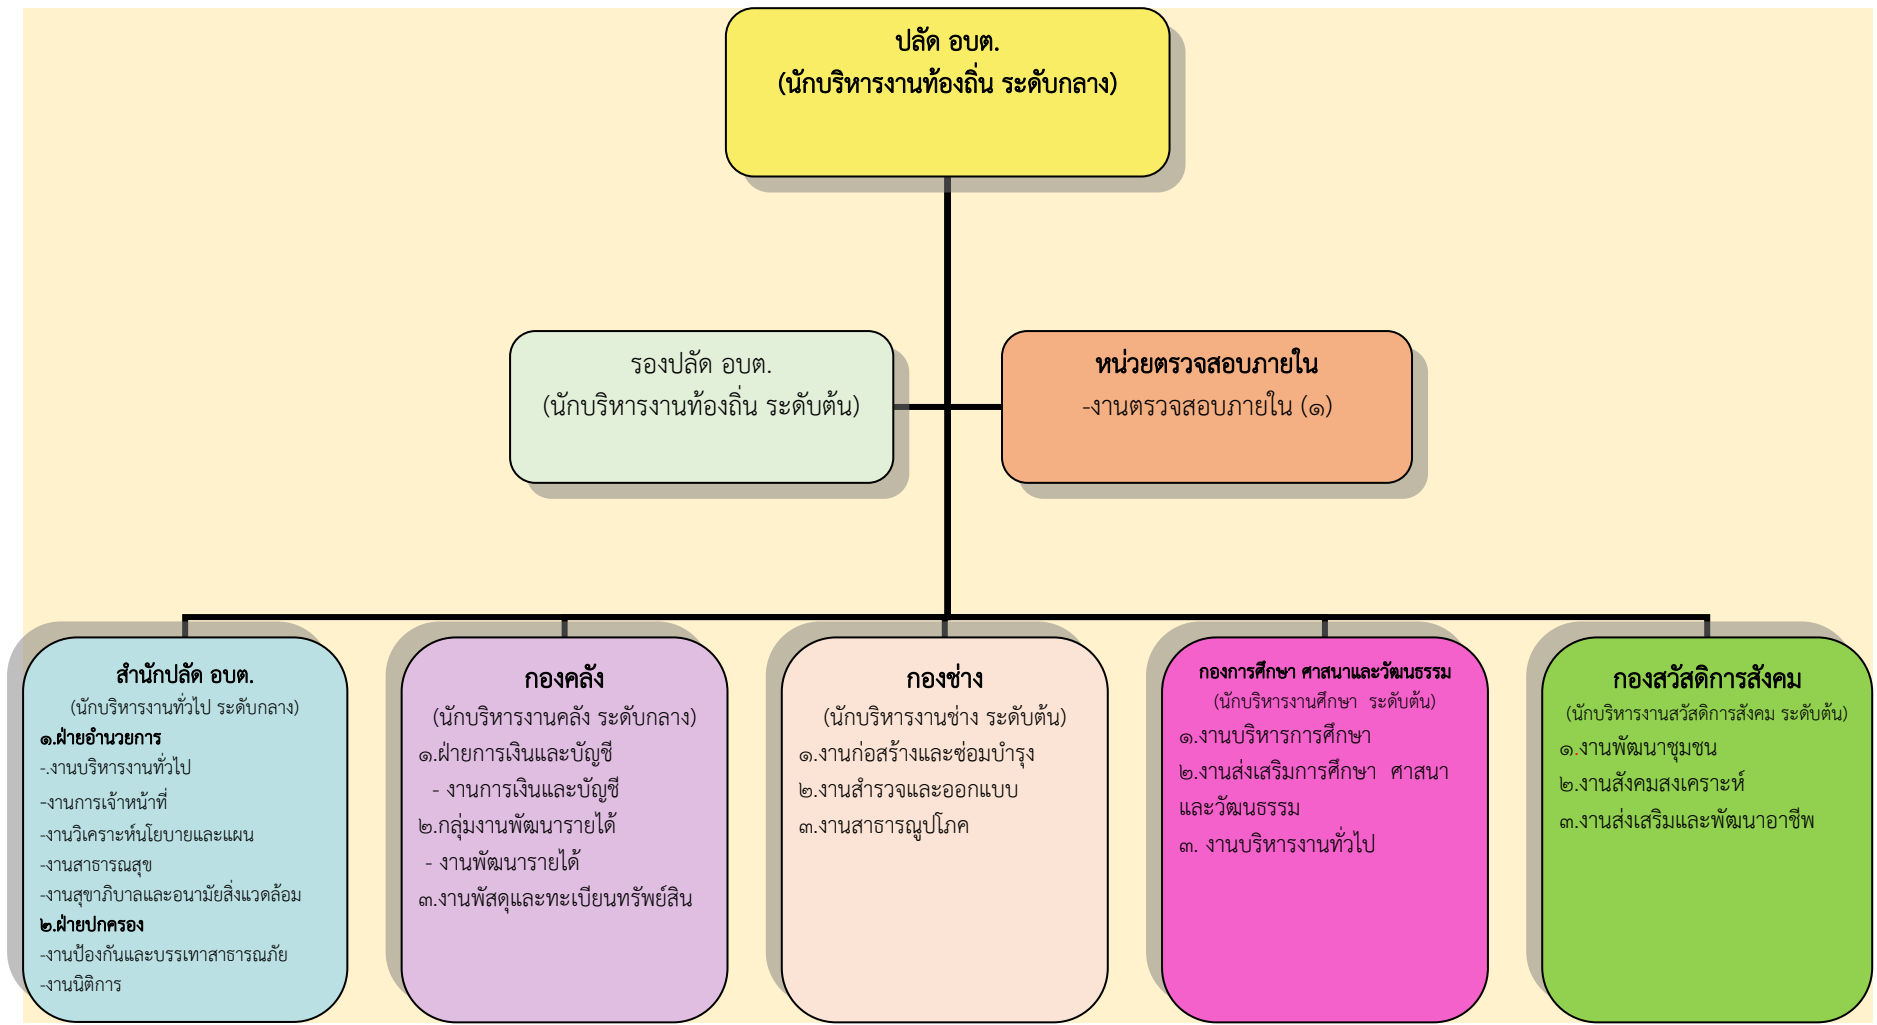 ปลัด อบต.
(นักบริหารงานท้องถิ่น ระดับกลาง)
รองปลัด อบต.
(นักบริหารงานท้องถิ่น ระดับต้น)
หน่วยตรวจสอบภายใน
-งานตรวจสอบภายใน (๑)
สำนักปลัด อบต.
(นักบริหารงานทั่วไป ระดับกลาง)
๑.ฝ่ายอำนวยการ
-.งานบริหารงานทั่วไป
-งานการเจ้าหน้าที่
-งานวิเคราะห์นโยบายและแผน
-งานสาธารณสุข
-งานสุขาภิบาลและอนามัยสิ่งแวดล้อม
๒.ฝ่ายปกครอง
-งานป้องกันและบรรเทาสาธารณภัย
-งานนิติการ
กองคลัง
(นักบริหารงานคลัง ระดับกลาง)
๑.ฝ่ายการเงินและบัญชี
- งานการเงินและบัญชี
๒.กลุ่มงานพัฒนารายได้
- งานพัฒนารายได้
๓.งานพัสดุและทะเบียนทรัพย์สิน
กองช่าง
(นักบริหารงานช่าง ระดับต้น)
๑.งานก่อสร้างและซ่อมบำรุง
๒.งานสำรวจและออกแบบ
๓.งานสาธารณูปโภค
กองการศึกษา ศาสนาและวัฒนธรรม
(นักบริหารงานศึกษา ระดับต้น)
๑.งานบริหารการศึกษา
๒.งานส่งเสริมการศึกษา ศาสนา
และวัฒนธรรม
๓. งานบริหารงานทั่วไป
กองสวัสดิการสังคม
(นักบริหารงานสวัสดิการสังคม ระดับต้น)
๑.งานพัฒนาชุมชน
๒.งานสังคมสงเคราะห์
๓.งานส่งเสริมและพัฒนาอาชีพ